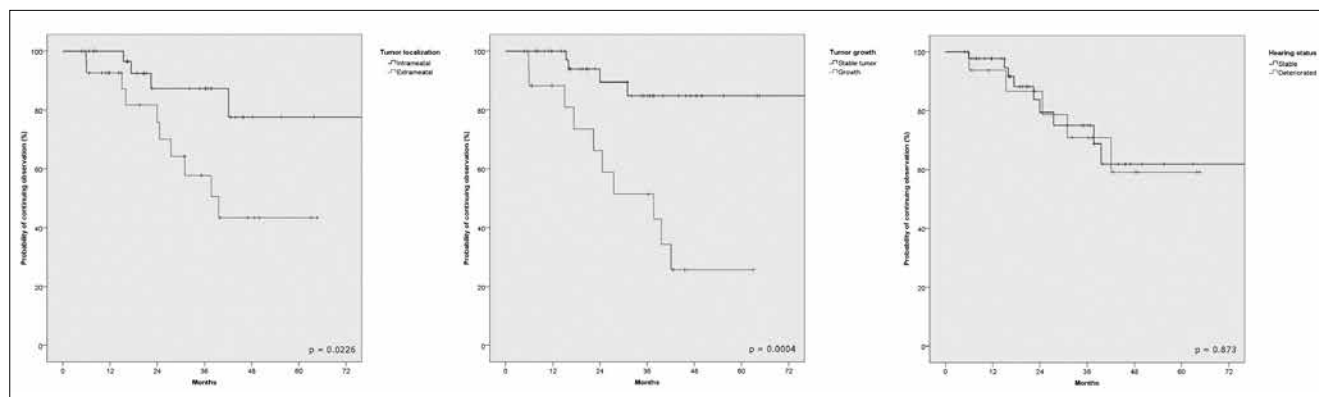 Tumor localization
Intrameatal
Extrameatal
Probability of continuing observation (%)
100
80
60
40
20
0
0 12 24 36 48 60 72
Months
p = 0.0226
Tumor growth
Stable tumor
Growth
Probability of continuing observation (%)
100
80
60
40
20
0
0 12 24 36 48 60 72
Months
p = 0.0004
Hearing status
Stable
Deteriorated
Probability of continuing observation (%)
100
80
60
40
20
0
0 12 24 36 48 60 72
Months
p = 0.873